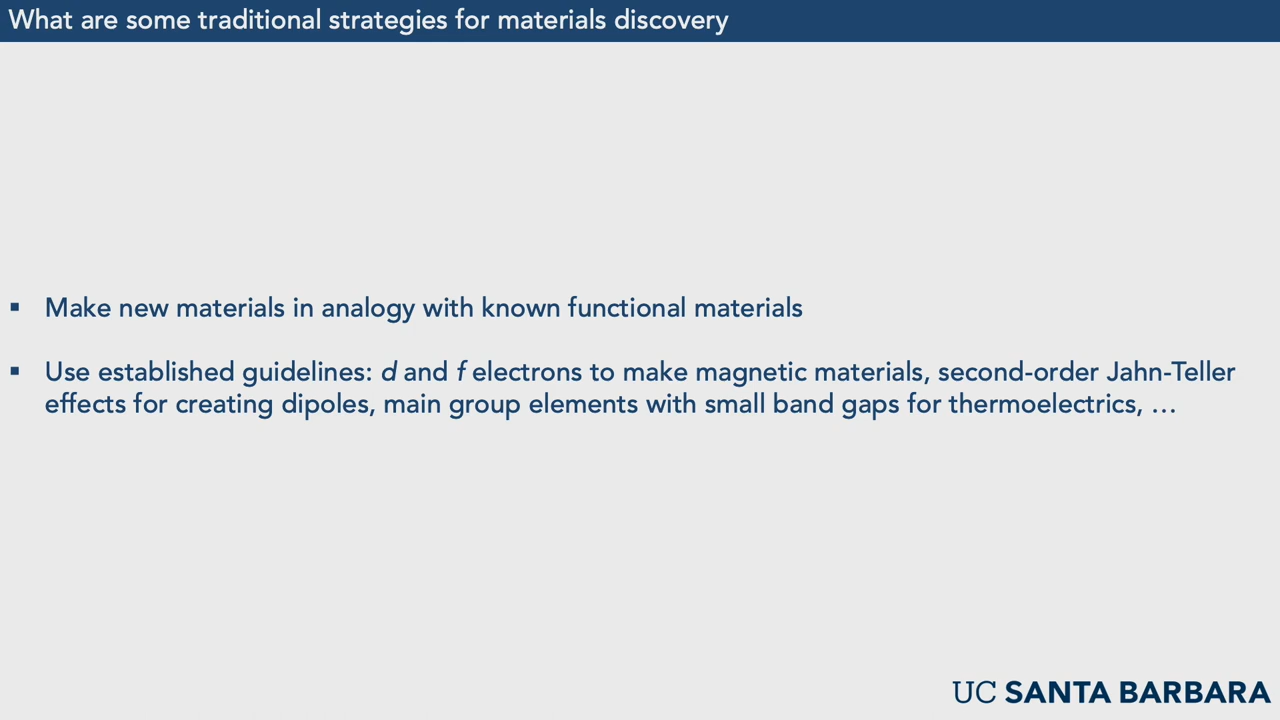 What are some traditional strategies for materials discovery
▪ Make new materials in analogy with known functional materials
▪ Use established guidelines: d and f electrons to make magnetic materials, second-order Jahn-Teller
effects for creating dipoles, main group elements with small band gaps for thermoelectrics, …
UC SANTA BARBARA